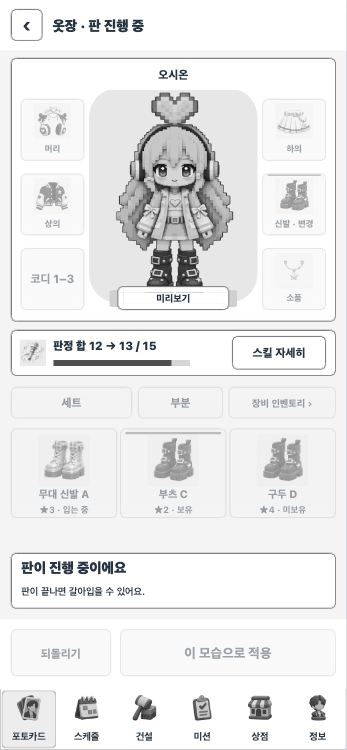 옷장 · 판 진행 중
오시온
머리
하의
상의
신발 · 변경
코디 1–3
소품
미리보기
판정 합 12 → 13 / 15
스킬 자세히
세트
부분
장비 인벤토리 ›
무대 신발 A
★3 · 입는 중
부츠 C
★2 · 보유
구두 D
★4 · 미보유
판이 진행 중이에요
판이 끝나면 갈아입을 수 있어요.
되돌리기
이 모습으로 적용
포토카드
스케줄
건설
미션
상점
정보